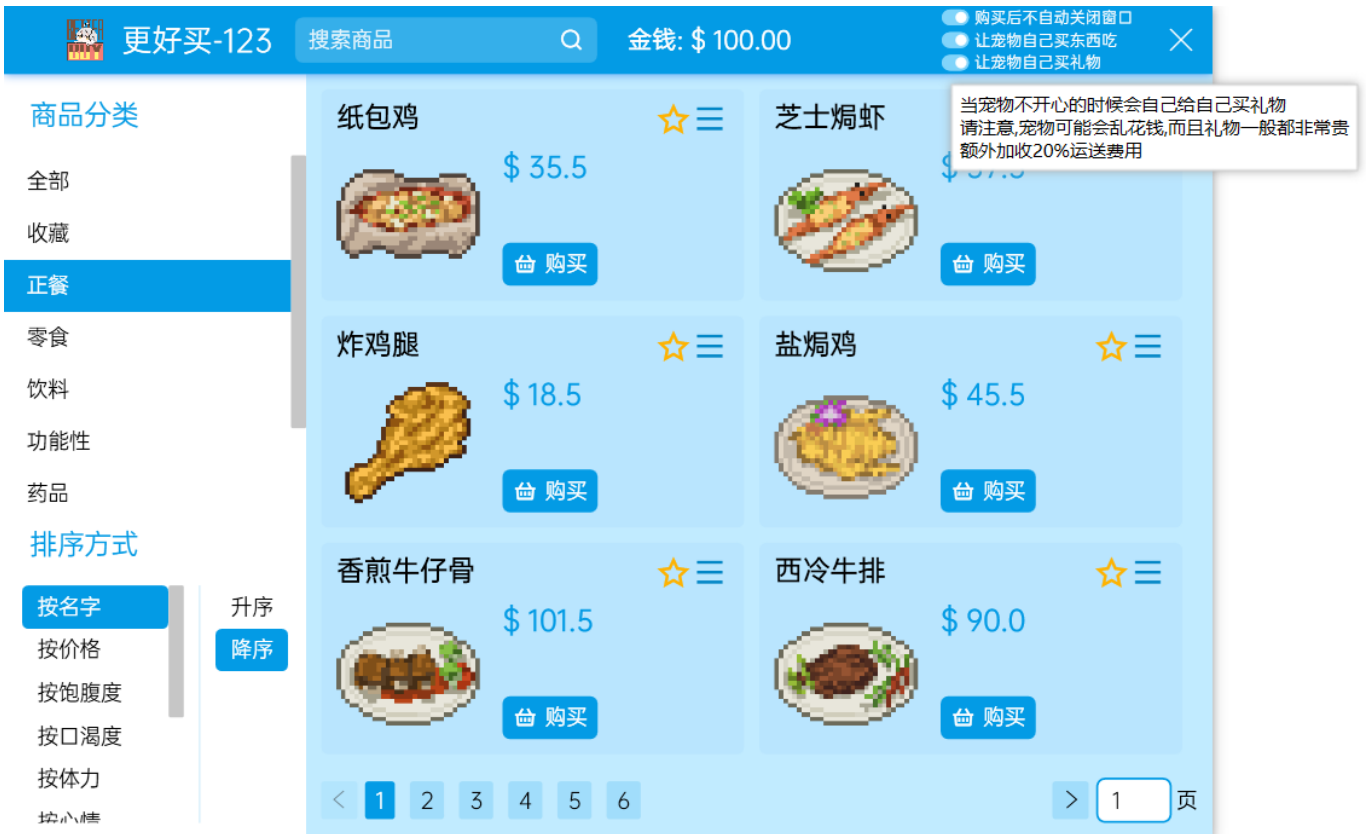 更好买-123
搜索商品
金钱: $ 100.00
购买后不自动关闭窗口
让宠物自己买东西吃
让宠物自己买礼物
当宠物不开心的时候会自己给自己买礼物
请注意,宠物可能会乱花钱,而且礼物一般都非常贵
额外加收20%运送费用
商品分类
全部
收藏
正餐
零食
饮料
功能性
药品
排序方式
按名字
按价格
按饱腹度
按口渴度
按体力
按心情
升序
降序
纸包鸡
$ 35.5
购买
芝士焗虾
购买
炸鸡腿
$ 18.5
购买
盐焗鸡
$ 45.5
购买
香煎牛仔骨
$ 101.5
购买
西冷牛排
$ 90.0
购买
1 2 3 4 5 6
1 页